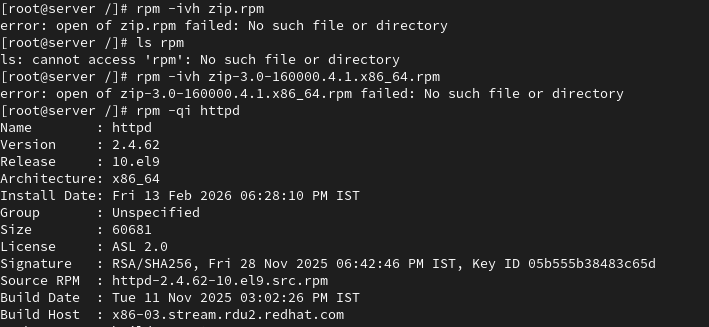 [root@server /]# rpm -ivh zip.rpm
error: open of zip.rpm failed: No such file or directory
[root@server /]# ls rpm
ls: cannot access 'rpm': No such file or directory
[root@server /]# rpm -ivh zip-3.0-160000.4.1.x86_64.rpm
error: open of zip-3.0-160000.4.1.x86_64.rpm failed: No such file or directory
[root@server /]# rpm -qi httpd
Name        : httpd
Version     : 2.4.62
Release     : 10.el9
Architecture: x86_64
Install Date: Fri 13 Feb 2026 06:28:10 PM IST
Group       : Unspecified
Size        : 60681
License     : ASL 2.0
Signature   : RSA/SHA256, Fri 28 Nov 2025 06:42:46 PM IST, Key ID 05b555b38483c65d
Source RPM  : httpd-2.4.62-10.el9.src.rpm
Build Date  : Tue 11 Nov 2025 03:02:26 PM IST
Build Host  : x86-03.stream.rdu2.redhat.com